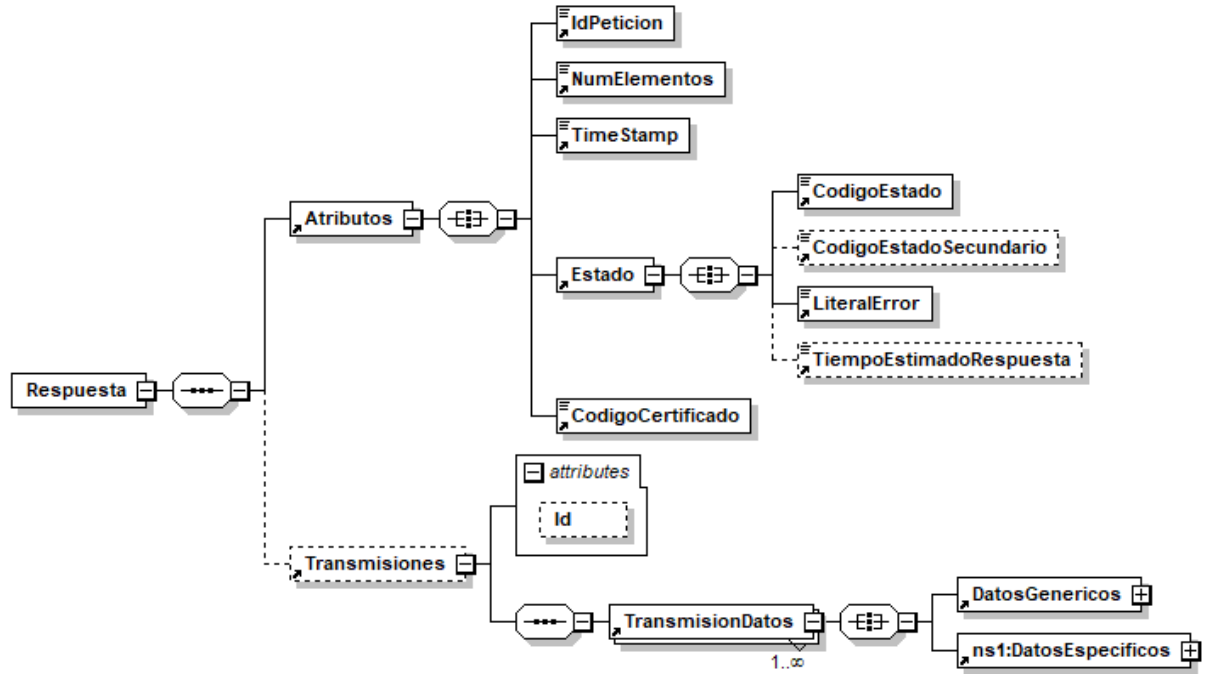 IdPeticion
NumElementos
TimeStamp
CodigoEstado
Atributos
CodigoEstadoSecundario
Estado
LiteralError
TiempoEstimadoRespuesta
Respuesta
CodigoCertificado
attributes
Id
Transmisiones
DatosGenericos
TransmisionDatos
ns1:DatosEspecificos
1..∞